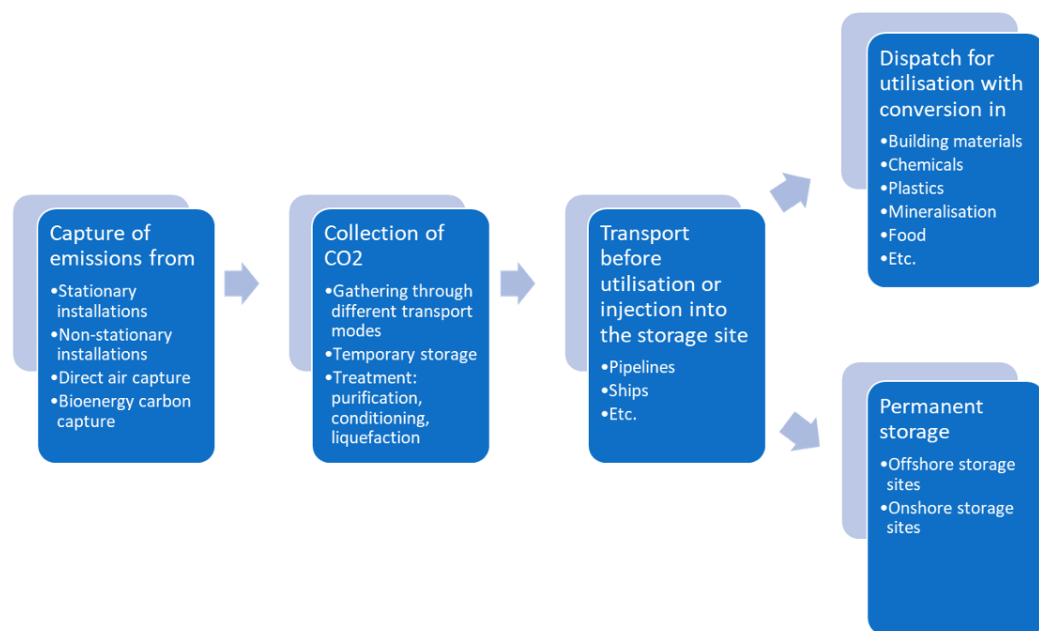 Capture of
emissions from
•Stationary
installations
•Non-stationary
installations
•Direct air capture
•Bioenergy carbon
capture
Collection of
CO2
•Gathering through
different transport
modes
•Temporary storage
•Treatment:
purification,
conditioning,
liquefaction
Transport
before
utilisation or
injection into
the storage site
•Pipelines
•Ships
•Etc.
Dispatch for
utilisation with
conversion in
•Building materials
•Chemicals
•Plastics
•Mineralisation
•Food
•Etc.
Permanent
storage
•Offshore storage
sites
•Onshore storage
sites